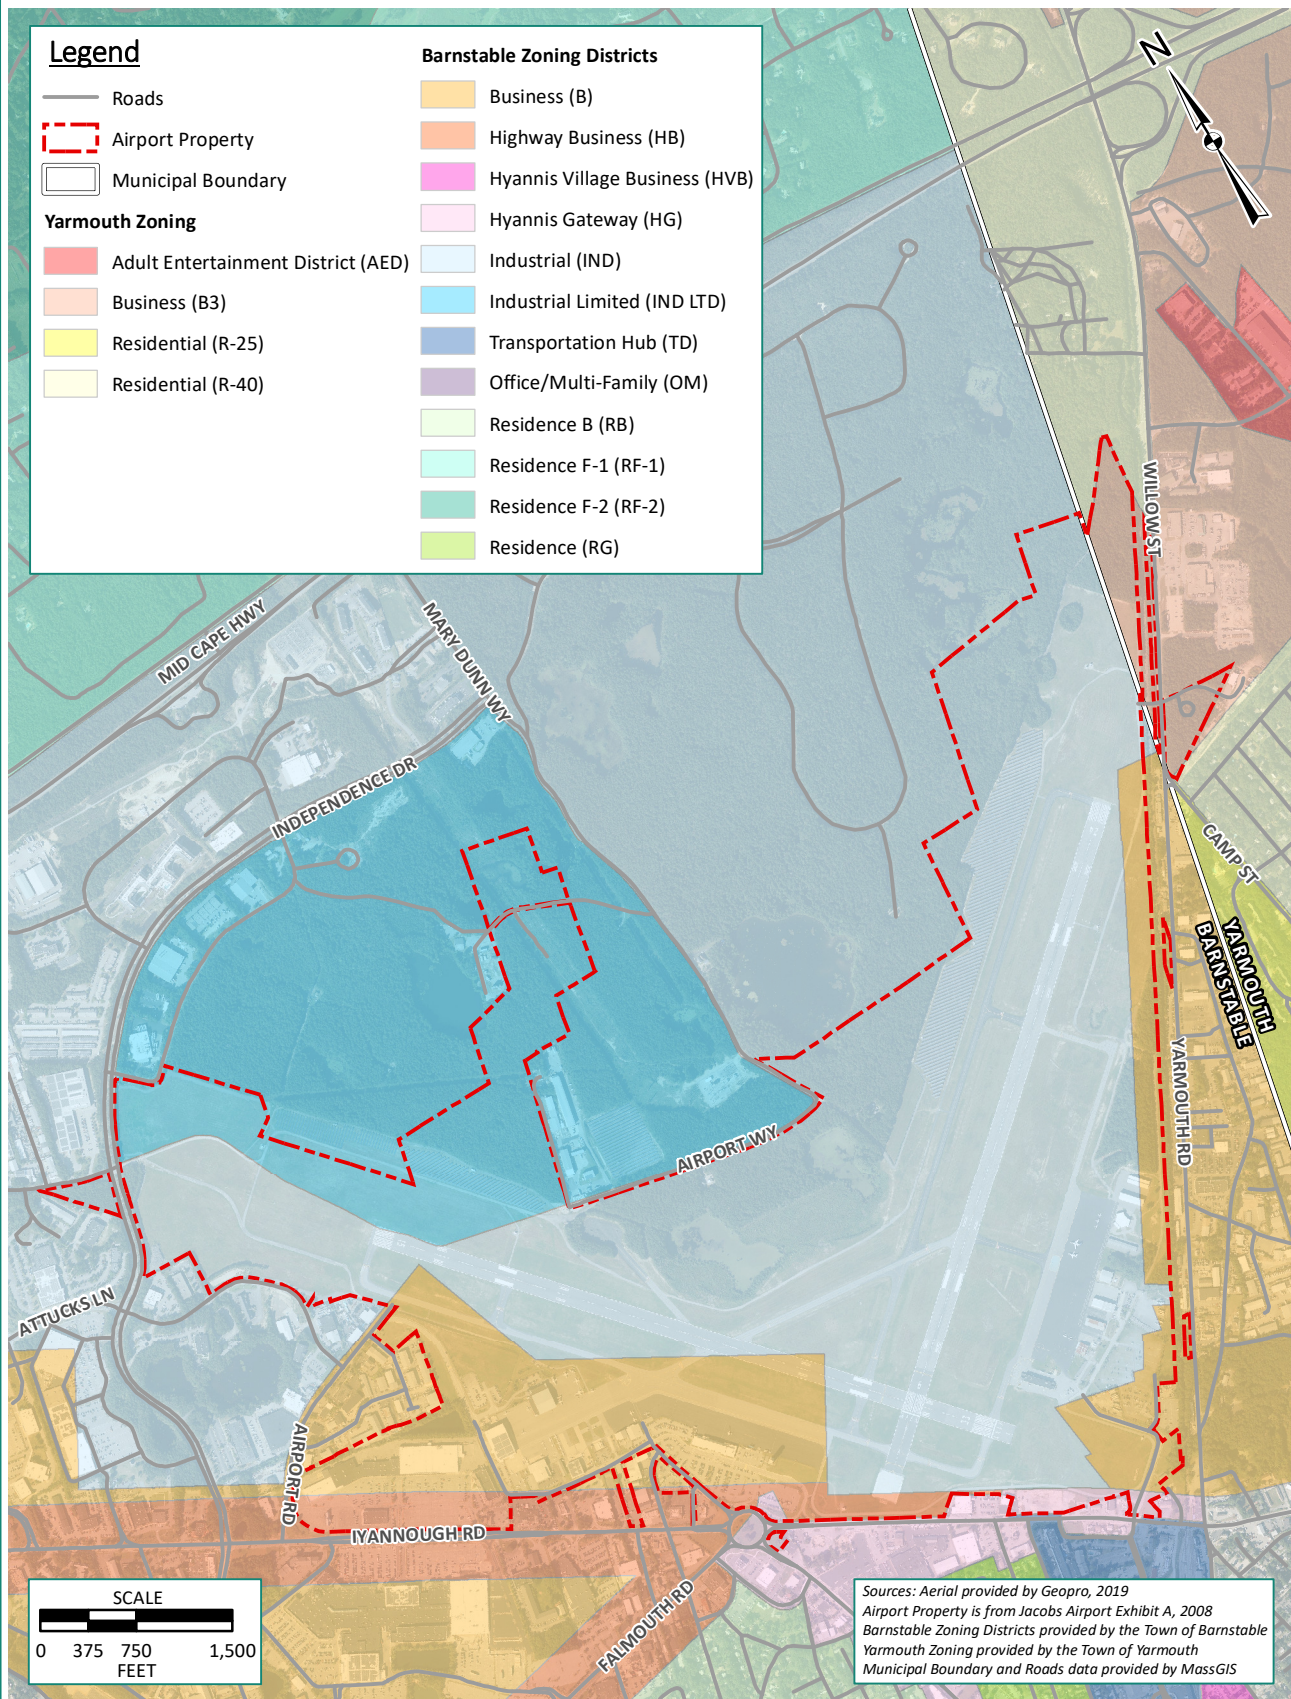 Legend
Roads
Airport Property
Municipal Boundary
Yarmouth Zoning
Adult Entertainment District (AED)
Business (B3)
Residential (R-25)
Residential (R-40)
Barnstable Zoning Districts
Business (B)
Highway Business (HB)
Hyannis Village Business (HVB)
Hyannis Gateway (HG)
Industrial (IND)
Industrial Limited (IND LTD)
Transportation Hub (TD)
Office/Multi-Family (OM)
Residence B (RB)
Residence F-1 (RF-1)
Residence F-2 (RF-2)
Residence (RG)
N
WILLOW ST
MID CAPE HWY
MARY DUNN WY
INDEPENDENCE DR
CAMP ST
YARMOUTH
BARNSTABLE
YARMOUTH RD
AIRPORT WY
ATTUCKS LN
AIRPORT RD
IYANNOUGH RD
FALMOUTH RD
SCALE
0 375 750 1,500
FEET
Sources: Aerial provided by Geopro, 2019
Airport Property is from Jacobs Airport Exhibit A, 2008
Barnstable Zoning Districts provided by the Town of Barnstable
Yarmouth Zoning provided by the Town of Yarmouth
Municipal Boundary and Roads data provided by MassGIS